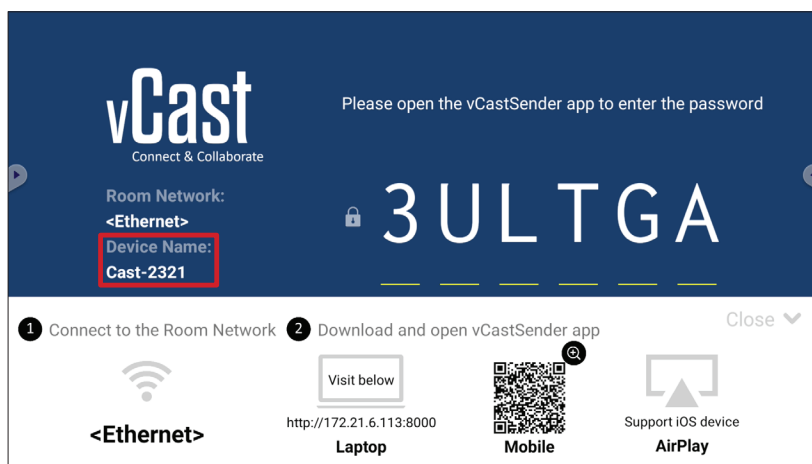 vCast
Connect & Collaborate
Please open the vCastSender app to enter the password
Room Network:
<Ethernet>
Device Name:
Cast-2321
3ULTGA
1 Connect to the Room Network
2 Download and open vCastSender app
Close
<Ethernet>
Visit below
http://172.21.6.113:8000
Laptop
Mobile
Support iOS device
AirPlay